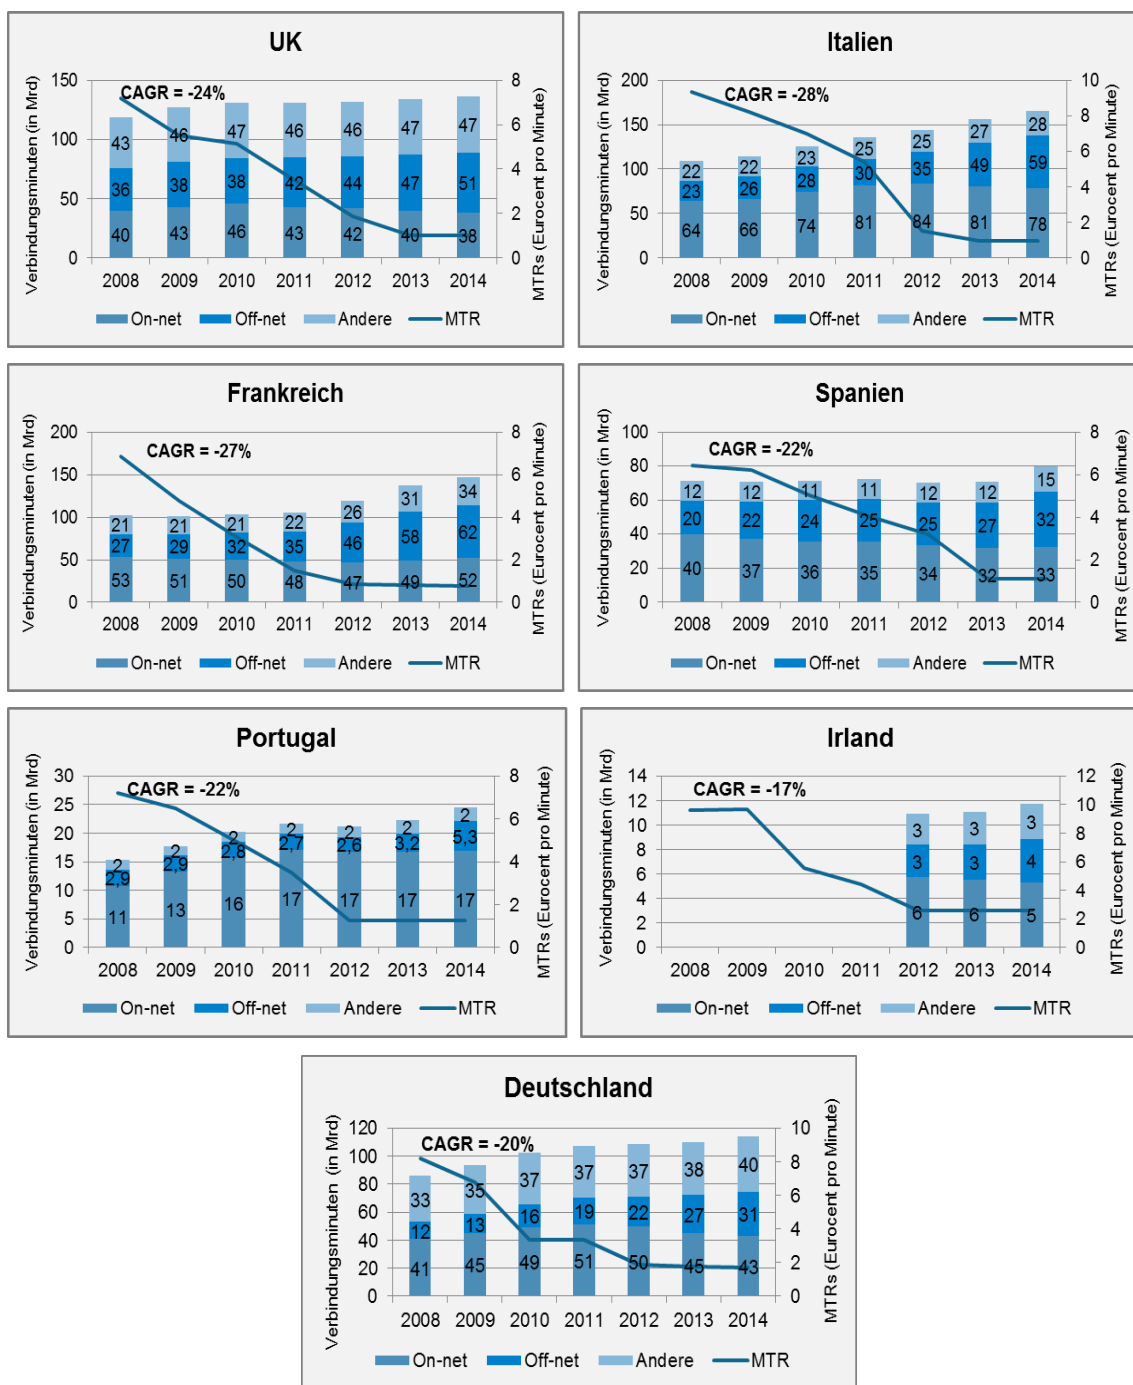 UK
CAGR = -24%
Verbindungsminuten (in Mrd)
150
100
50
0
8
6
4
2
0
MTRs (Eurocent pro Minute)
43 46 47 46 46 47 47
36 38 38 42 44 47 51
40 43 46 43 42 40 38
2008 2009 2010 2011 2012 2013 2014
On-net Off-net Andere MTR
Italien
CAGR = -28%
Verbindungsminuten (in Mrd)
200
150
100
50
0
10
8
6
4
2
0
MTRs (Eurocent pro Minute)
22 22 23 25 25 27 28
23 26 28 30 35 49 59
64 66 74 81 84 81 78
2008 2009 2010 2011 2012 2013 2014
On-net Off-net Andere MTR
Frankreich
CAGR = -27%
Verbindungsminuten (in Mrd)
200
150
100
50
0
8
6
4
2
0
MTRs (Eurocent pro Minute)
21 21 21 22 26 31 34
27 29 32 35 46 58 62
53 51 50 48 47 49 52
2008 2009 2010 2011 2012 2013 2014
On-net Off-net Andere MTR
Spanien
CAGR = -22%
Verbindungsminuten (in Mrd)
100
80
60
40
20
0
8
6
4
2
0
MTRs (Eurocent pro Minute)
12 12 11 11 12 12 15
20 22 24 25 25 27 32
40 37 36 35 34 32 33
2008 2009 2010 2011 2012 2013 2014
On-net Off-net Andere MTR
Portugal
CAGR = -22%
Verbindungsminuten (in Mrd)
30
25
20
15
10
5
0
8
6
4
2
0
MTRs (Eurocent pro Minute)
2 2 2 2 2 2 2
2,9 2,9 2,8 2,7 2,6 3,2 5,3
11 13 16 17 17 17 17
2008 2009 2010 2011 2012 2013 2014
On-net Off-net Andere MTR
Irland
CAGR = -17%
Verbindungsminuten (in Mrd)
14
12
10
8
6
4
2
0
12
10
8
6
4
2
0
MTRs (Eurocent pro Minute)
3 3 3
3 3 4
6 6 5
2008 2009 2010 2011 2012 2013 2014
On-net Off-net Andere MTR
Deutschland
CAGR = -20%
Verbindungsminuten (in Mrd)
120
100
80
60
40
20
0
10
8
6
4
2
0
MTRs (Eurocent pro Minute)
33 35 37 37 37 38 40
12 13 16 19 22 27 31
41 45 49 51 50 45 43
2008 2009 2010 2011 2012 2013 2014
On-net Off-net Andere MTR